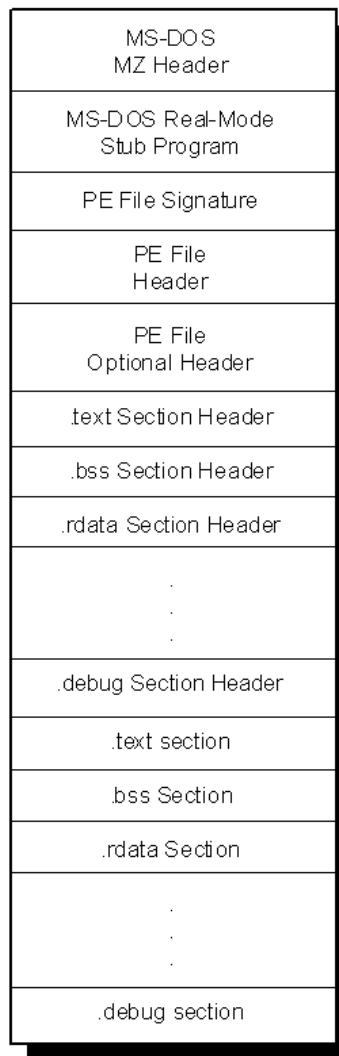 MS-DOS
MZ Header
MS-DOS Real-Mode
Stub Program
PE File Signature
PE File
Header
PE File
Optional Header
.text Section Header
.bss Section Header
.rdata Section Header
.
.
.
.debug Section Header
.text section
.bss Section
.rdata Section
.
.
.
.debug section